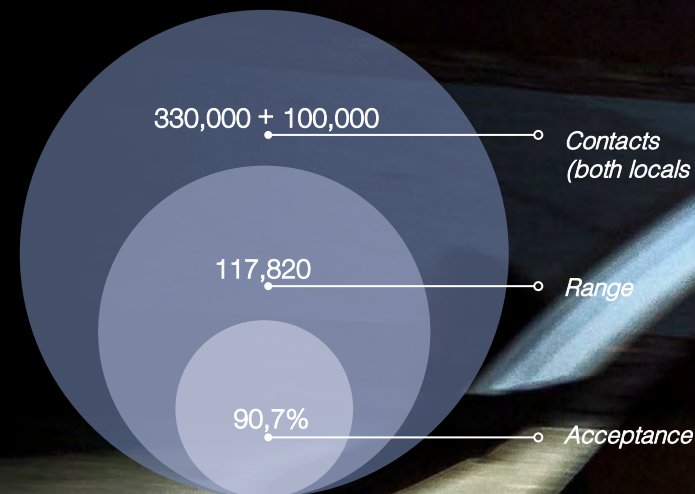 330,000 + 100,000
Contacts
(both locals
117,820
Range
90,7%
Acceptance